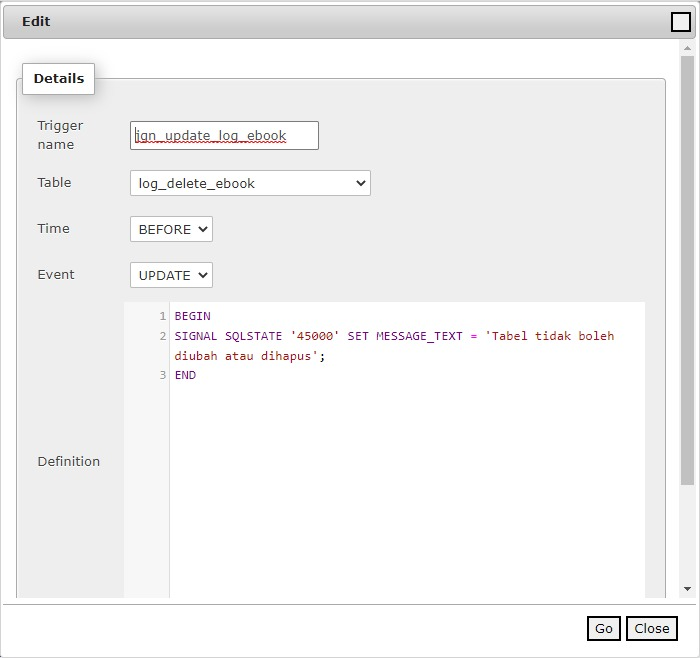 Edit
Details
Trigger
name
jgn_update_log_ebook
Table
log_delete_ebook
Time
BEFORE
Event
UPDATE
Definition
1 BEGIN
2 SIGNAL SQLSTATE '45000' SET MESSAGE_TEXT = 'Tabel tidak boleh
diubah atau dihapus';
3 END
Go
Close